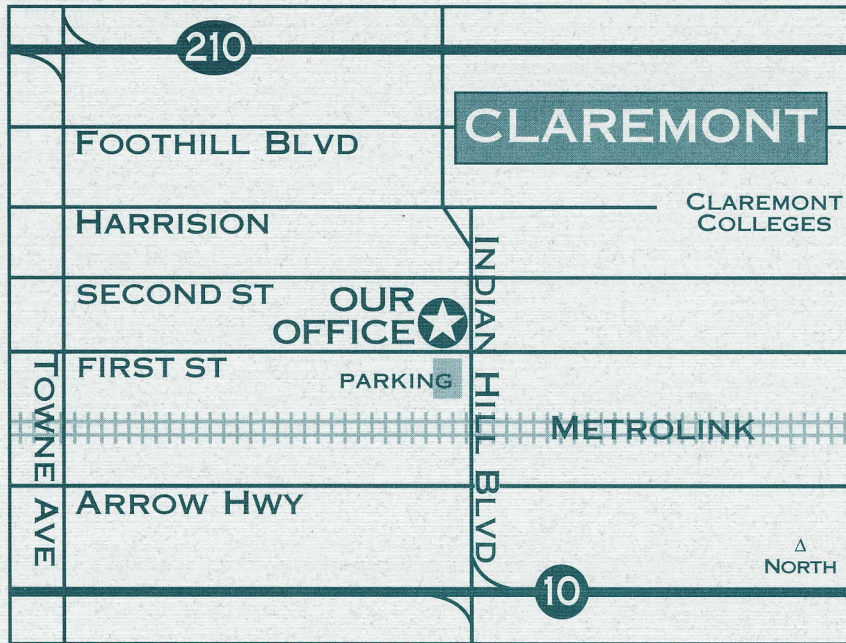 210
CLAREMONT
FOOTHILL BLVD
CLAREMONT
COLLEGES
HARRISION
INDIAN HILL BLVD
SECOND ST
OUR
OFFICE
FIRST ST
PARKING
TOWNE AVE
METROLINK
ARROW HWY
Δ
NORTH
10